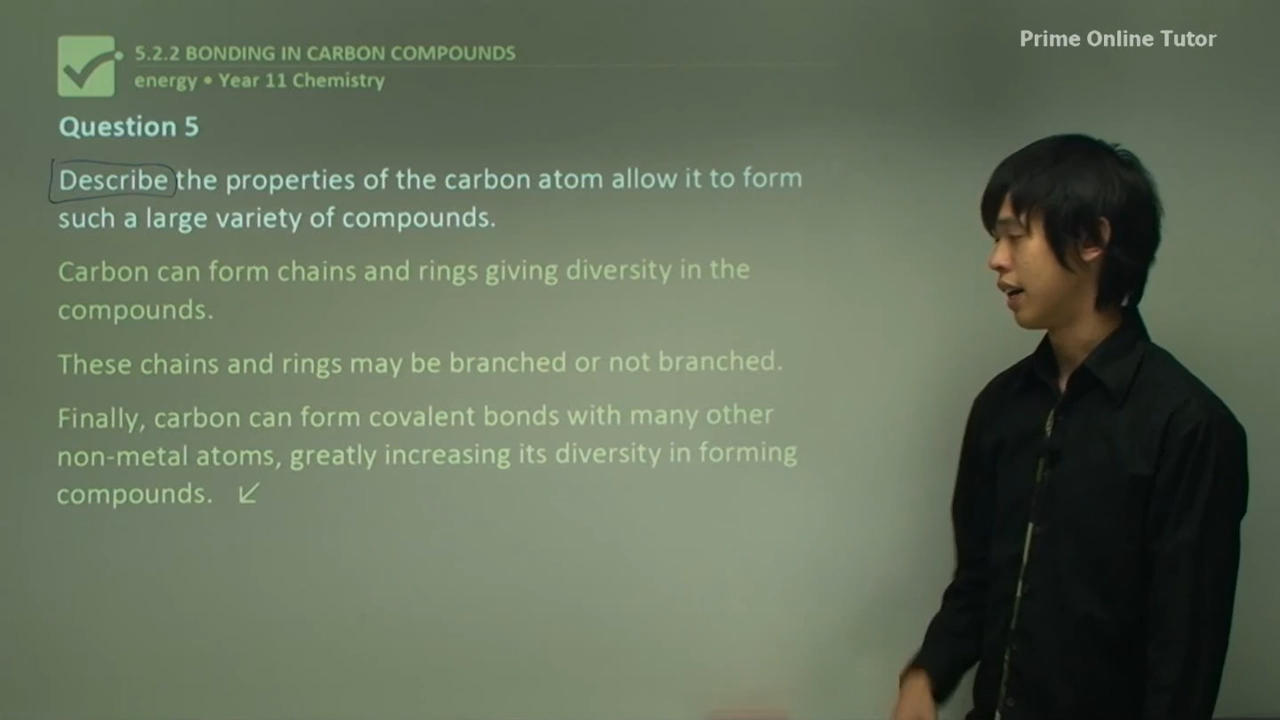 Prime Online Tutor
5.2.2 BONDING IN CARBON COMPOUNDS
energy • Year 11 Chemistry
Question 5
Describe the properties of the carbon atom allow it to form
such a large variety of compounds.
Carbon can form chains and rings giving diversity in the
compounds.
These chains and rings may be branched or not branched.
Finally, carbon can form covalent bonds with many other
non-metal atoms, greatly increasing its diversity in forming
compounds.